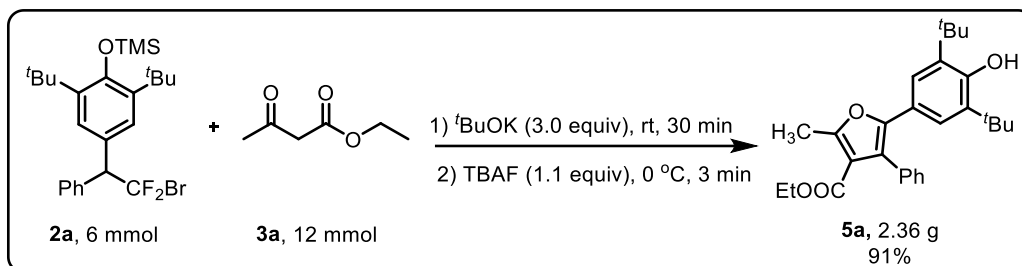 OTMS
ᵗBu
ᵗBu
Ph
CF₂Br
2a, 6 mmol
+
O
O
O
3a, 12 mmol
1) ᵗBuOK (3.0 equiv), rt, 30 min
2) TBAF (1.1 equiv), 0 °C, 3 min
ᵗBu
OH
ᵗBu
O
H₃C
EtOOC
Ph
5a, 2.36 g
91%